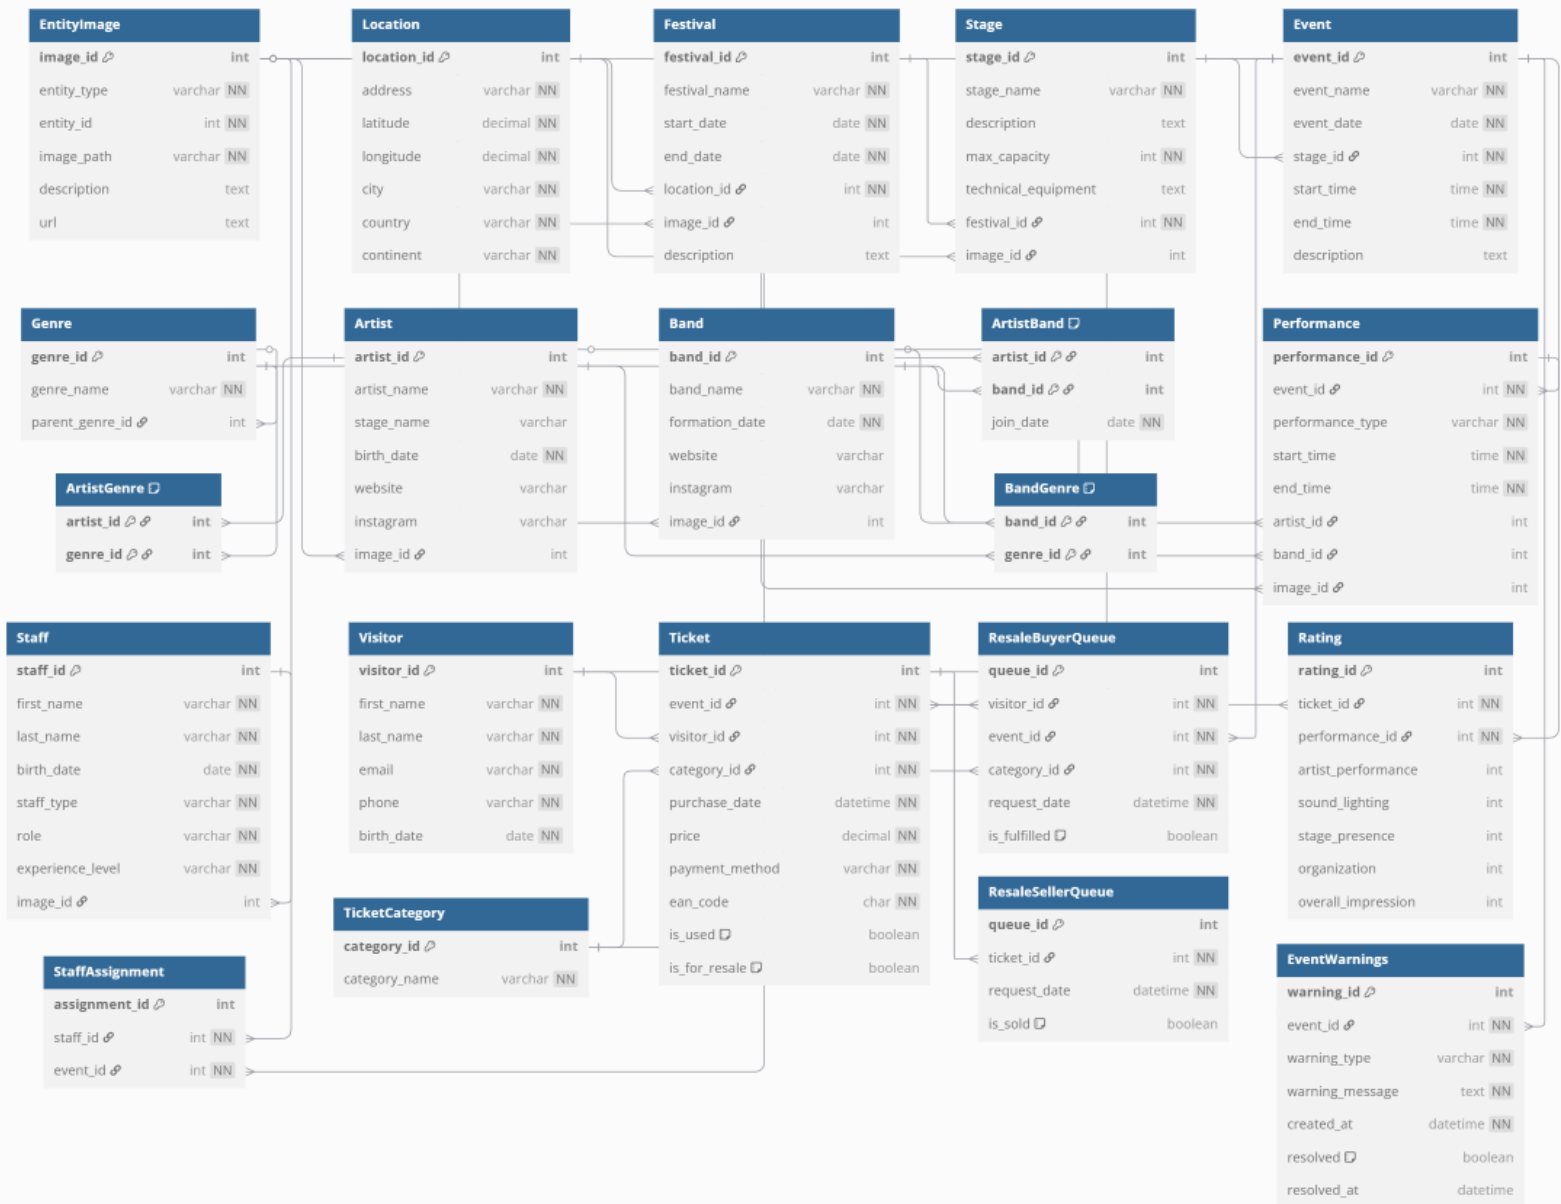 EntityImage
image_id int
entity_type varchar NN
entity_id int NN
image_path varchar NN
description text
url text
Location
location_id int
address varchar NN
latitude decimal NN
longitude decimal NN
city varchar NN
country varchar NN
continent varchar NN
Festival
festival_id int
festival_name varchar NN
start_date date NN
end_date date NN
location_id int NN
image_id int
description text
Stage
stage_id int
stage_name varchar NN
description text
max_capacity int NN
technical_equipment text
festival_id int NN
image_id int
Event
event_id int
event_name varchar NN
event_date date NN
stage_id int NN
start_time time NN
end_time time NN
description text
Genre
genre_id int
genre_name varchar NN
parent_genre_id int
ArtistGenre
artist_id int
genre_id int
Artist
artist_id int
artist_name varchar NN
stage_name varchar
birth_date date NN
website varchar
instagram varchar
image_id int
Band
band_id int
band_name varchar NN
formation_date date NN
website varchar
instagram varchar
image_id int
ArtistBand
artist_id int
band_id int
join_date date NN
BandGenre
band_id int
genre_id int
Performance
performance_id int
event_id int NN
performance_type varchar NN
start_time time NN
end_time time NN
artist_id int
band_id int
image_id int
Staff
staff_id int
first_name varchar NN
last_name varchar NN
birth_date date NN
staff_type varchar NN
role varchar NN
experience_level varchar NN
image_id int
StaffAssignment
assignment_id int
staff_id int NN
event_id int NN
Visitor
visitor_id int
first_name varchar NN
last_name varchar NN
email varchar NN
phone varchar NN
birth_date date NN
TicketCategory
category_id int
category_name varchar NN
Ticket
ticket_id int
event_id int NN
visitor_id int NN
category_id int NN
purchase_date datetime NN
price decimal NN
payment_method varchar NN
ean_code char NN
is_used boolean
is_for_resale boolean
ResaleBuyerQueue
queue_id int
visitor_id int NN
event_id int NN
category_id int NN
request_date datetime NN
is_fulfilled boolean
ResaleSellerQueue
queue_id int
ticket_id int NN
request_date datetime NN
is_sold boolean
Rating
rating_id int
ticket_id int NN
performance_id int NN
artist_performance int
sound_lighting int
stage_presence int
organization int
overall_impression int
EventWarnings
warning_id int
event_id int NN
warning_type varchar NN
warning_message text NN
created_at datetime NN
resolved boolean
resolved_at datetime